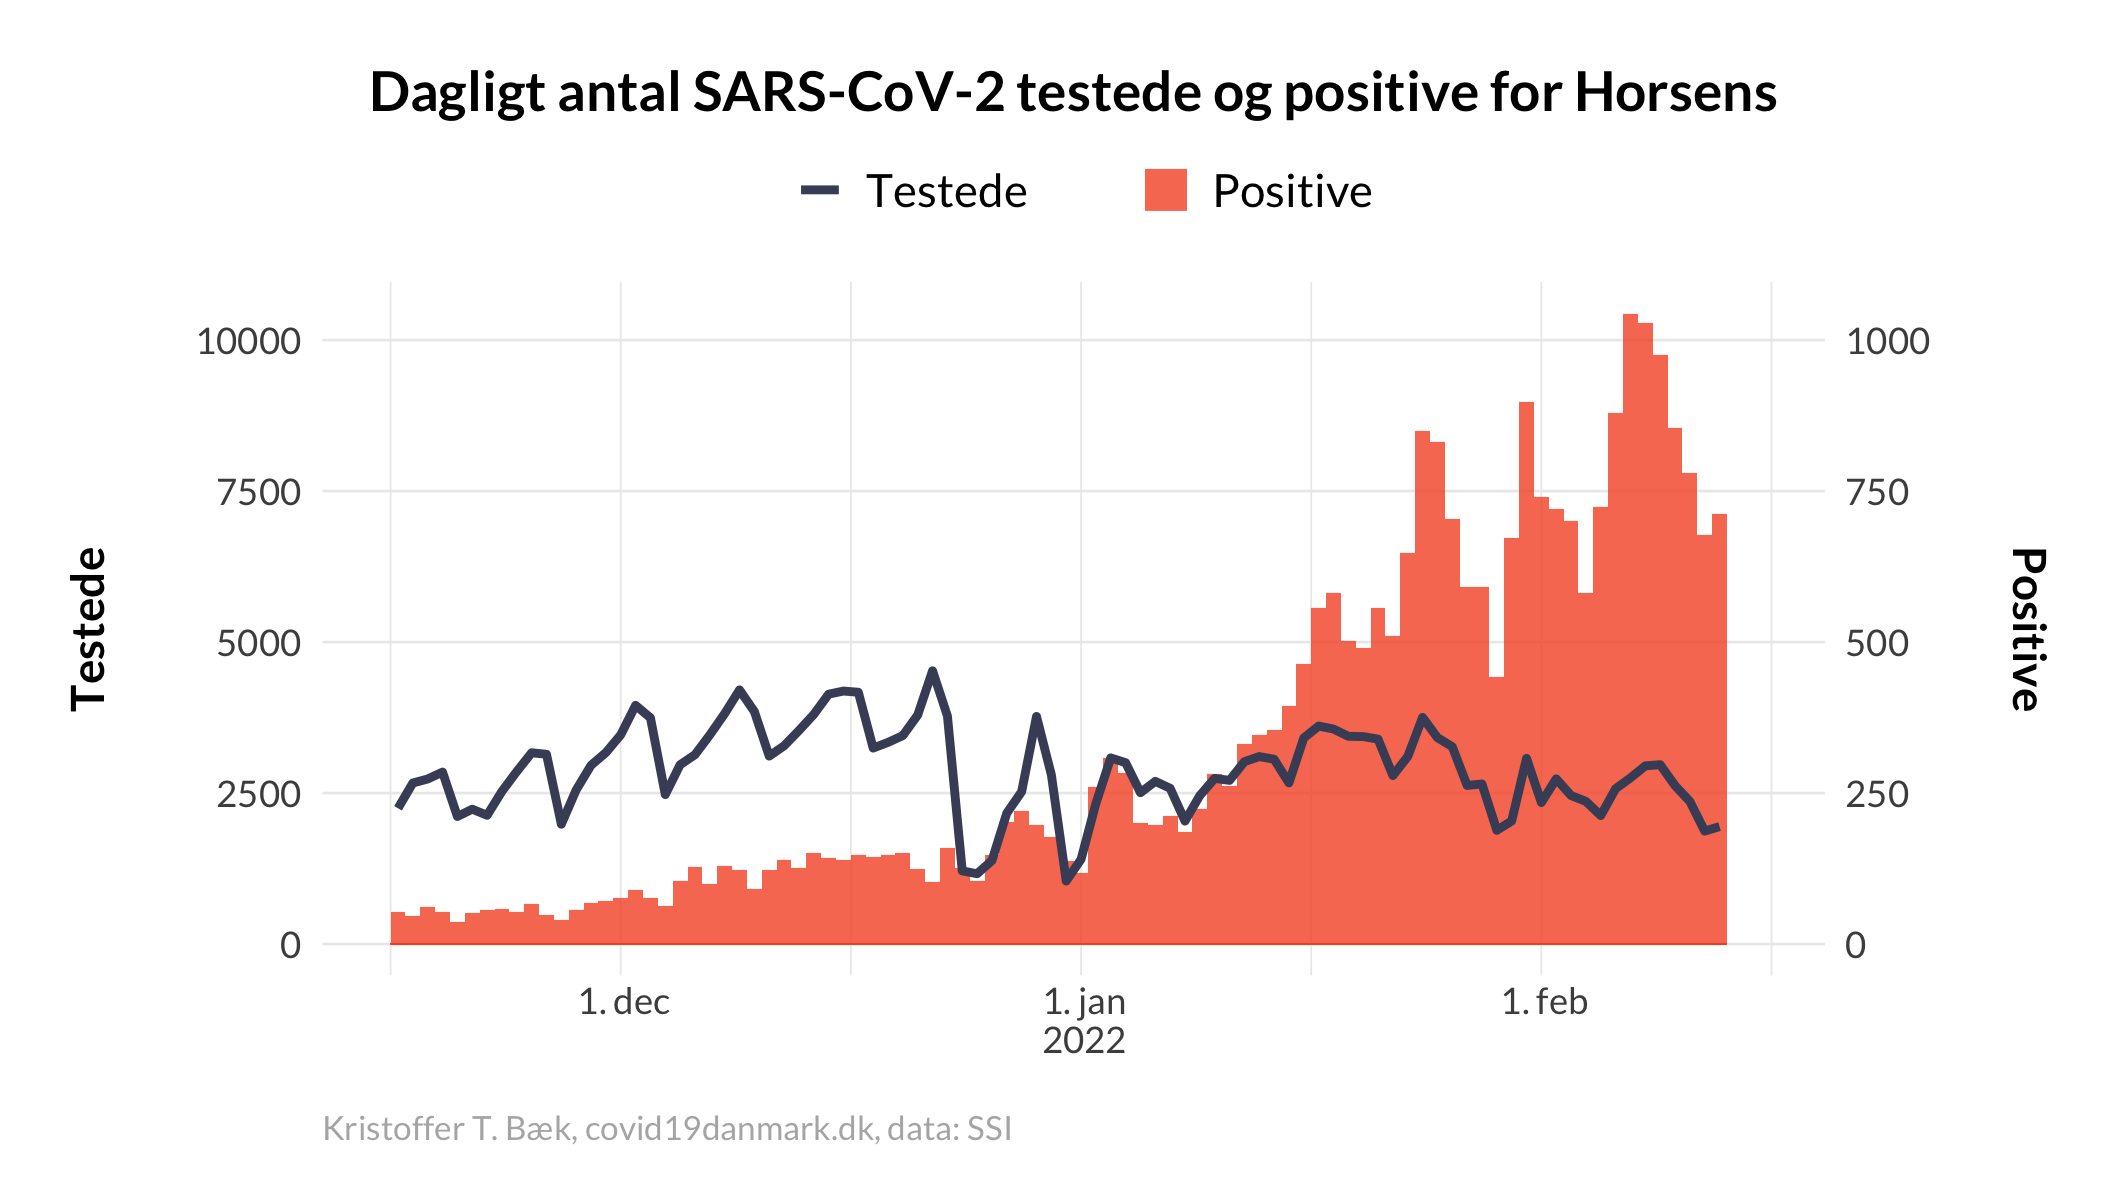 Dagligt antal SARS-CoV-2 testede og positive for Horsens
Testede
Positive
10000
7500
5000
2500
0
Testede
1000
750
500
250
0
Positive
1. dec
1. jan
2022
1. feb
Kristoffer T. Bæk, covid19danmark.dk, data: SSI